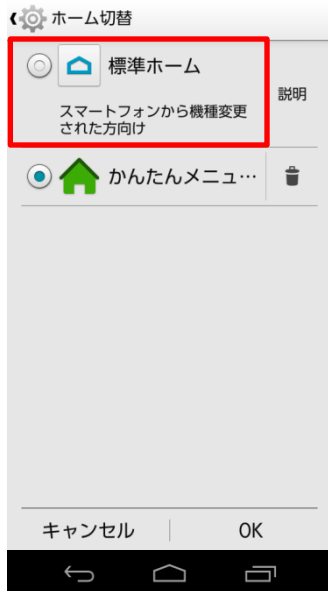 ホーム切替
標準ホーム
説明
スマートフォンから機種変更
された方向け
かんたんメニュ…
キャンセル
OK